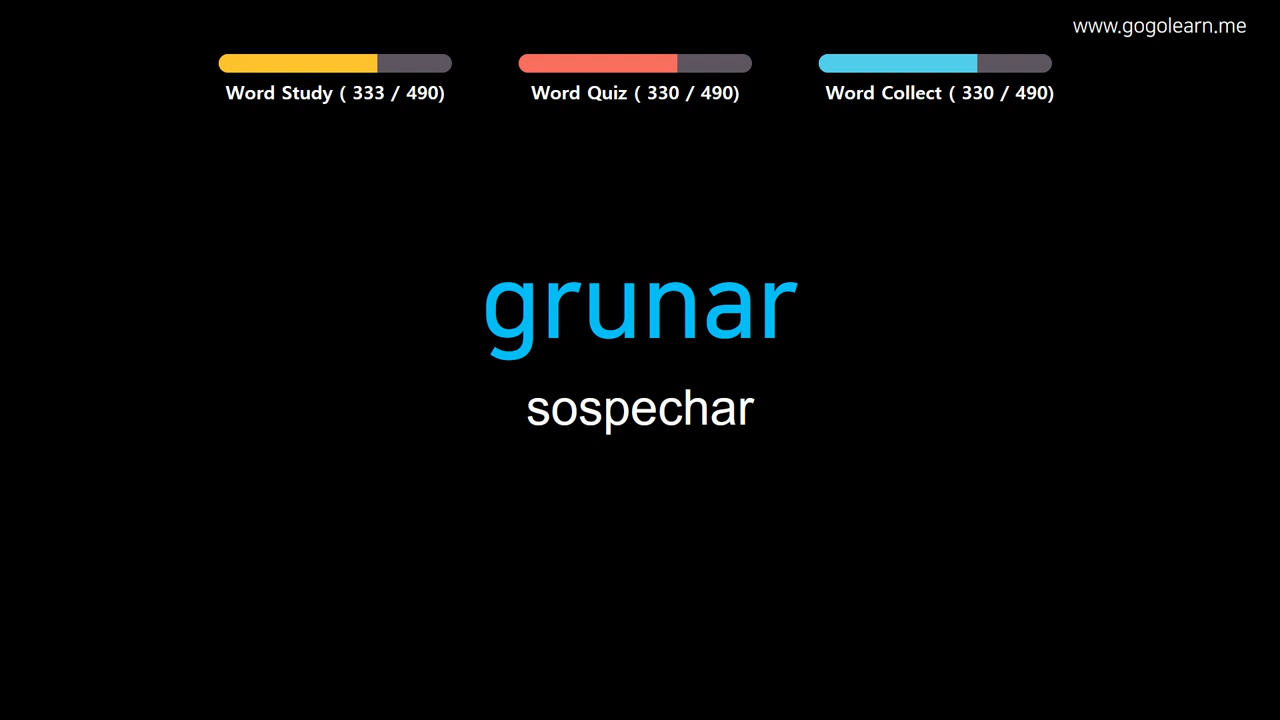 www.gogolearn.me
Word Study ( 333 / 490)
Word Quiz ( 330 / 490)
Word Collect ( 330 / 490)
grunar
sospechar